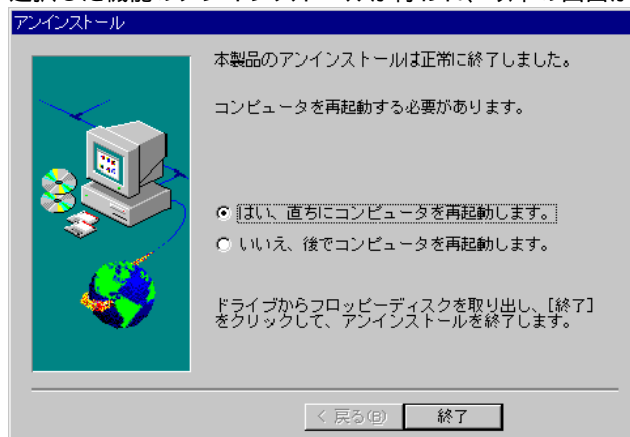 アンインストール
本製品のアンインストールは正常に終了しました。
コンピュータを再起動する必要があります。
はい、直ちにコンピュータを再起動します。
いいえ、後でコンピュータを再起動します。
ドライブからフロッピーディスクを取り出し、[終了]
をクリックして、アンインストールを終了します。
< 戻る(B)
終了